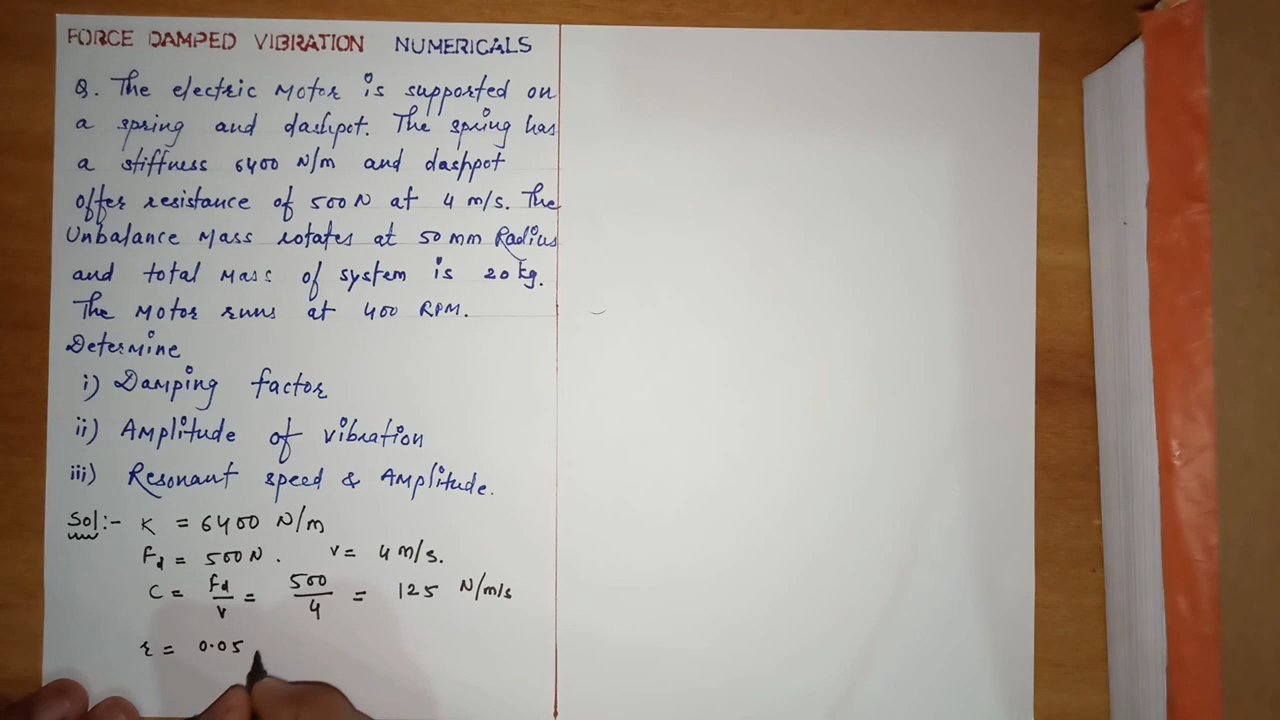 FORCE DAMPED VIBRATION NUMERICALS
Q. The electric Motor is supported on
a spring and dashpot. The spring has
a stiffness 6400 N/m and dashpot
offer resistance of 500N at 4 m/s. The
Unbalance Mass rotates at 50 mm Radius
and total Mass of system is 20 kg.
The Motor runs at 400 RPM.
Determine
i) Damping factor
ii) Amplitude of vibration
iii) Resonant speed & Amplitude.
Sol:- K = 6400 N/m
Fd = 500N. v = 4 m/s.
C = Fd/v = 500/4 = 125 N/m/s
r = 0.05